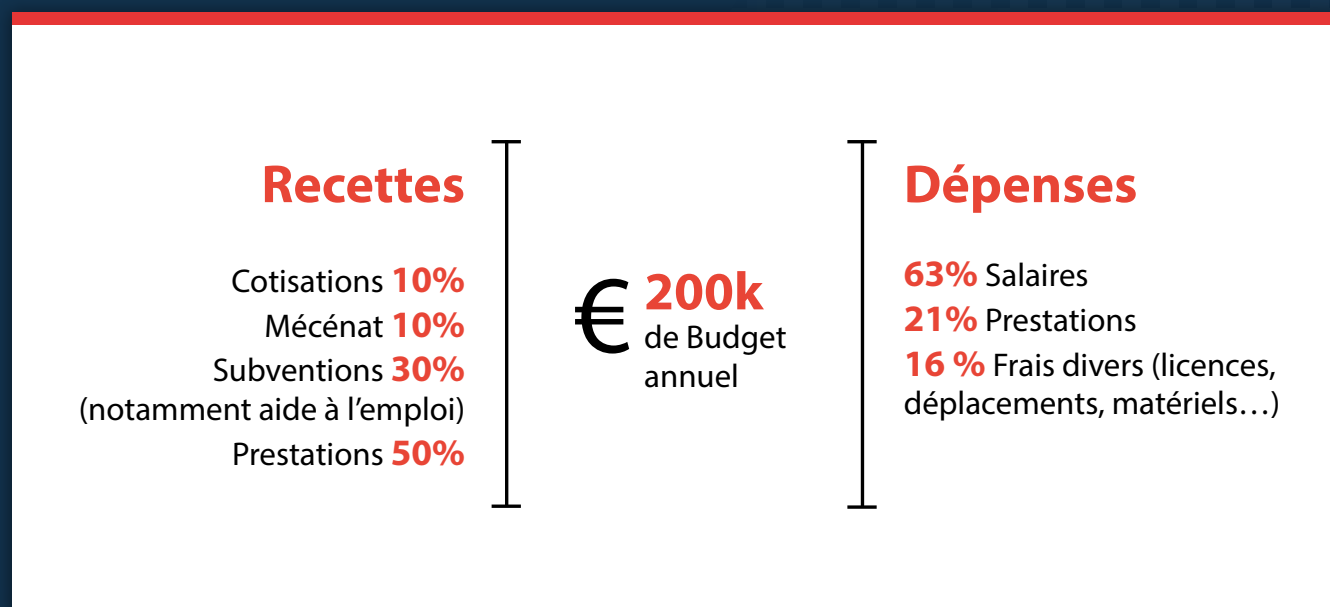 Recettes
Cotisations 10%
Mécénat 10%
Subventions 30%
(notamment aide à l’emploi)
Prestations 50%
€ 200k
de Budget
annuel
Dépenses
63% Salaires
21% Prestations
16 % Frais divers (licences,
déplacements, matériels…)